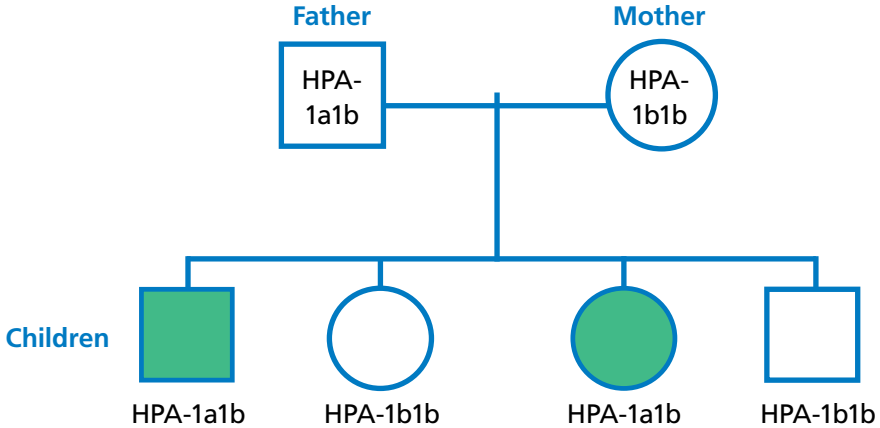 Father
Mother
HPA-
1a1b
HPA-
1b1b
Children
HPA-1a1b
HPA-1b1b
HPA-1a1b
HPA-1b1b